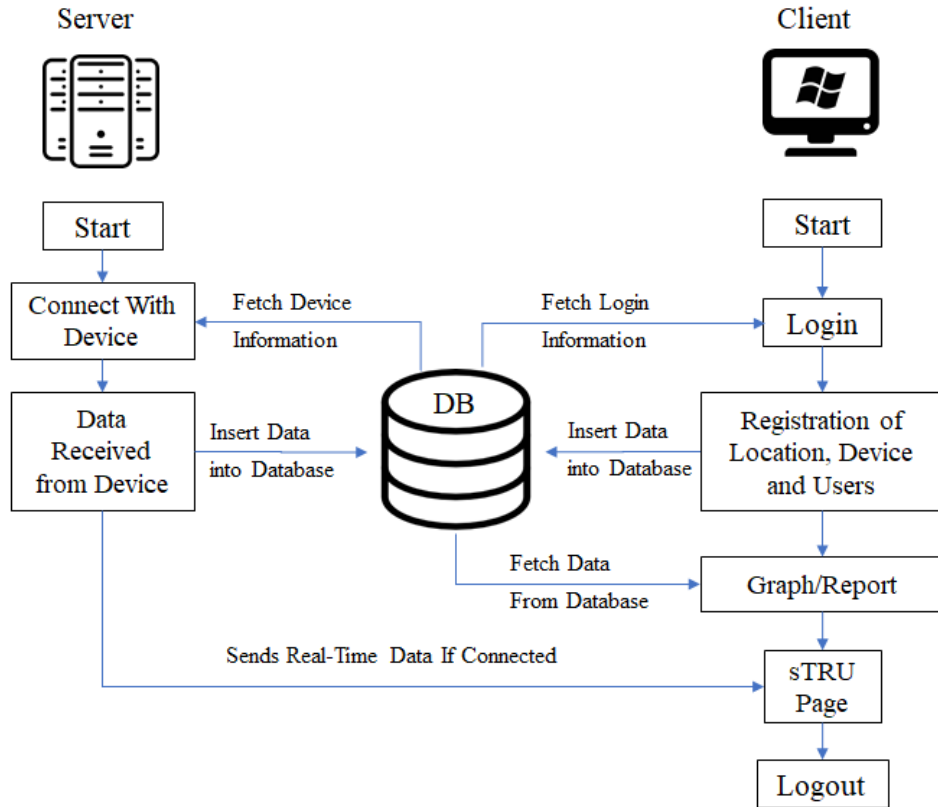 Server
Client
Start
Start
Connect With
Device
Fetch Device
Information
Fetch Login
Information
Login
DB
Data
Received
from Device
Insert Data
into Database
Insert Data
into Database
Registration of
Location, Device
and Users
Fetch Data
From Database
Graph/Report
Sends Real-Time Data If Connected
sTRU
Page
Logout